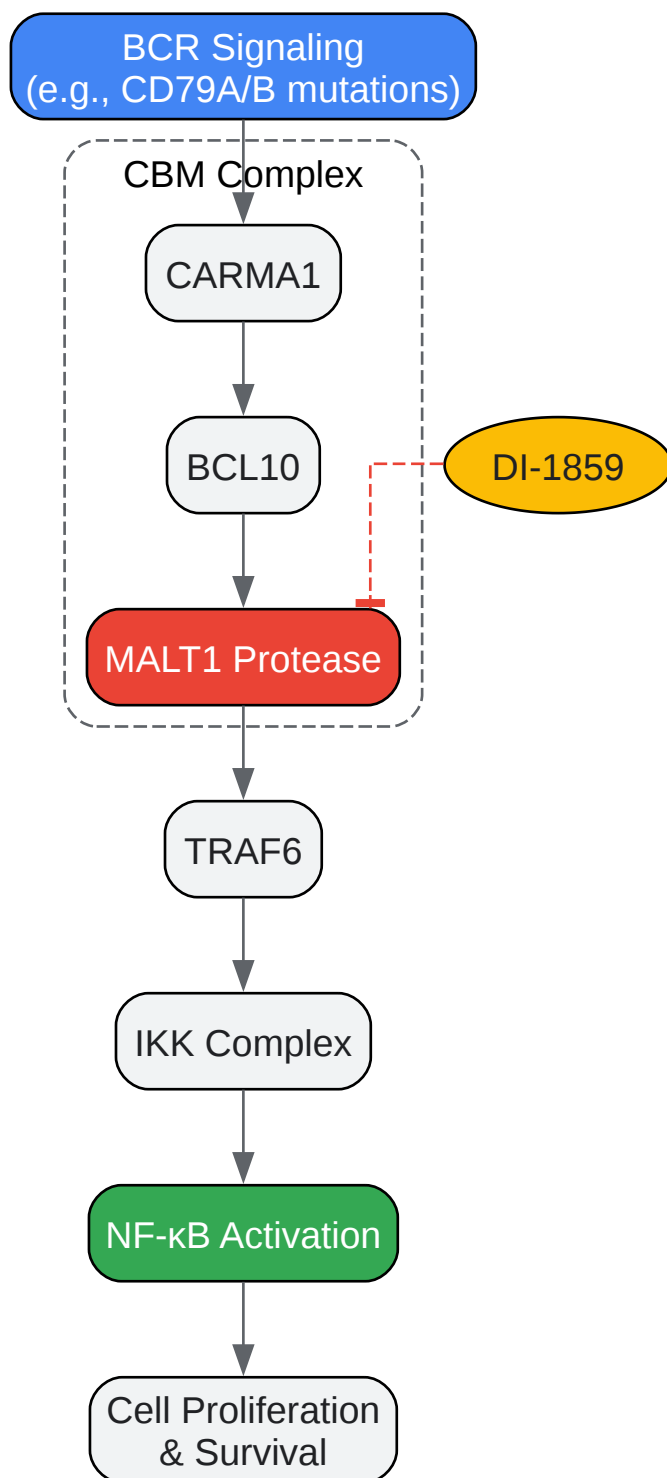 BCR Signaling
(e.g., CD79A/B mutations)
CBM Complex
CARMA1
BCL10
DI-1859
MALT1 Protease
TRAF6
IKK Complex
NF-κB Activation
Cell Proliferation
& Survival